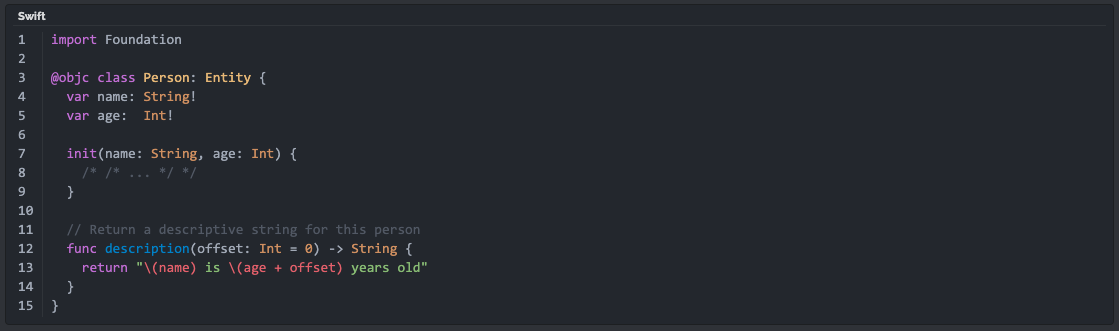 Swift
1 import Foundation
2
3 @objc class Person: Entity {
4   var name: String!
5   var age:  Int!
6
7   init(name: String, age: Int) {
8     /* /* ... */ */
9   }
10
11   // Return a descriptive string for this person
12   func description(offset: Int = 0) -> String {
13     return "\(name) is \(age + offset) years old"
14   }
15 }